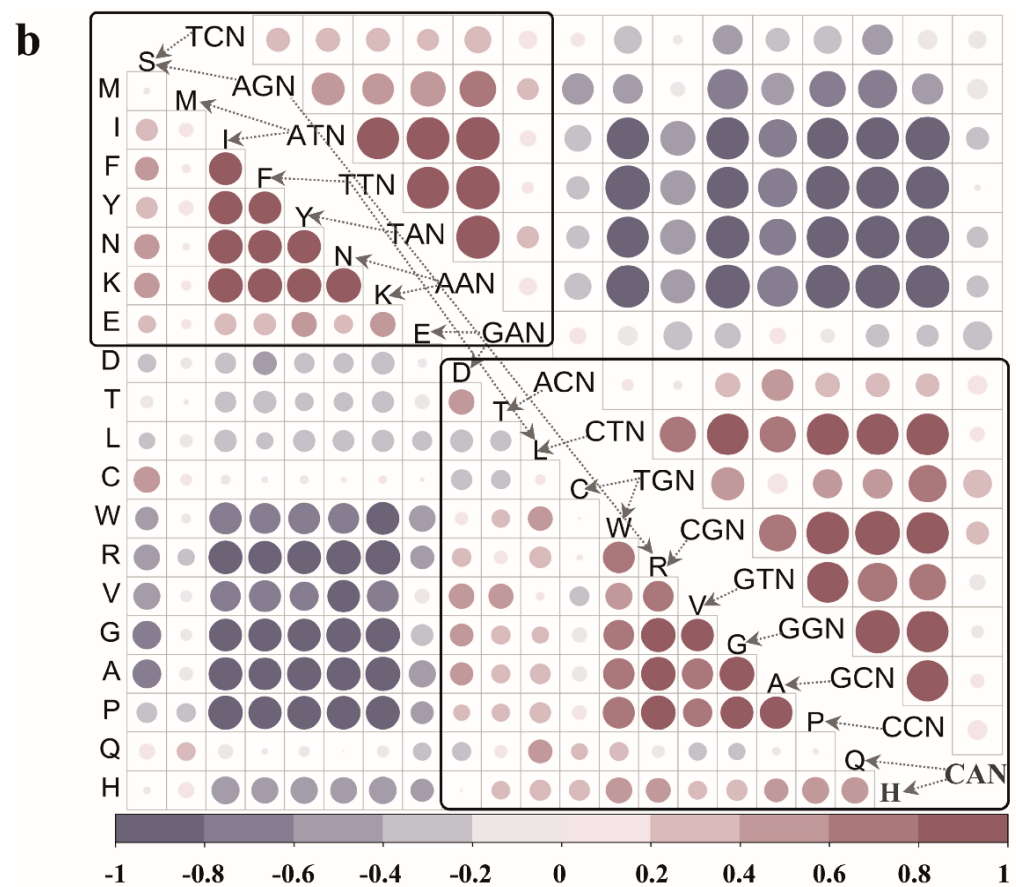 b
TCN
S
AGN
M
M
ATN
I
I
F
F
TTN
Y
Y
TAN
N
N
AAN
K
K
E
E
GAN
D
D
ACN
T
T
CTN
L
L
C
C
TGN
W
W
CGN
R
R
GTN
V
V
GGN
G
G
GCN
A
A
CCN
P
P
Q
Q
CAN
H
H
-1 -0.8 -0.6 -0.4 -0.2 0 0.2 0.4 0.6 0.8 1